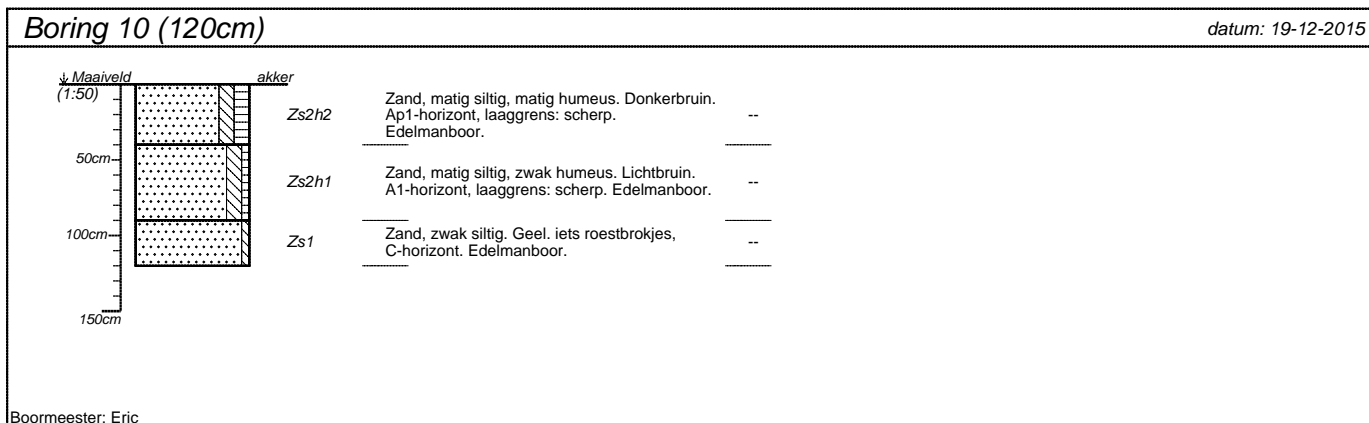 Boring 10 (120cm)
datum: 19-12-2015
Maaiveld
akker
(1:50)
Zs2h2
Zand, matig siltig, matig humeus. Donkerbruin.
Ap1-horizont, laaggrens: scherp.
Edelmanboor.
--
50cm
Zs2h1
Zand, matig siltig, zwak humeus. Lichtbruin.
A1-horizont, laaggrens: scherp. Edelmanboor.
--
100cm
Zs1
Zand, zwak siltig. Geel. iets roestbrokjes,
C-horizont. Edelmanboor.
--
150cm
Boormeester: Eric